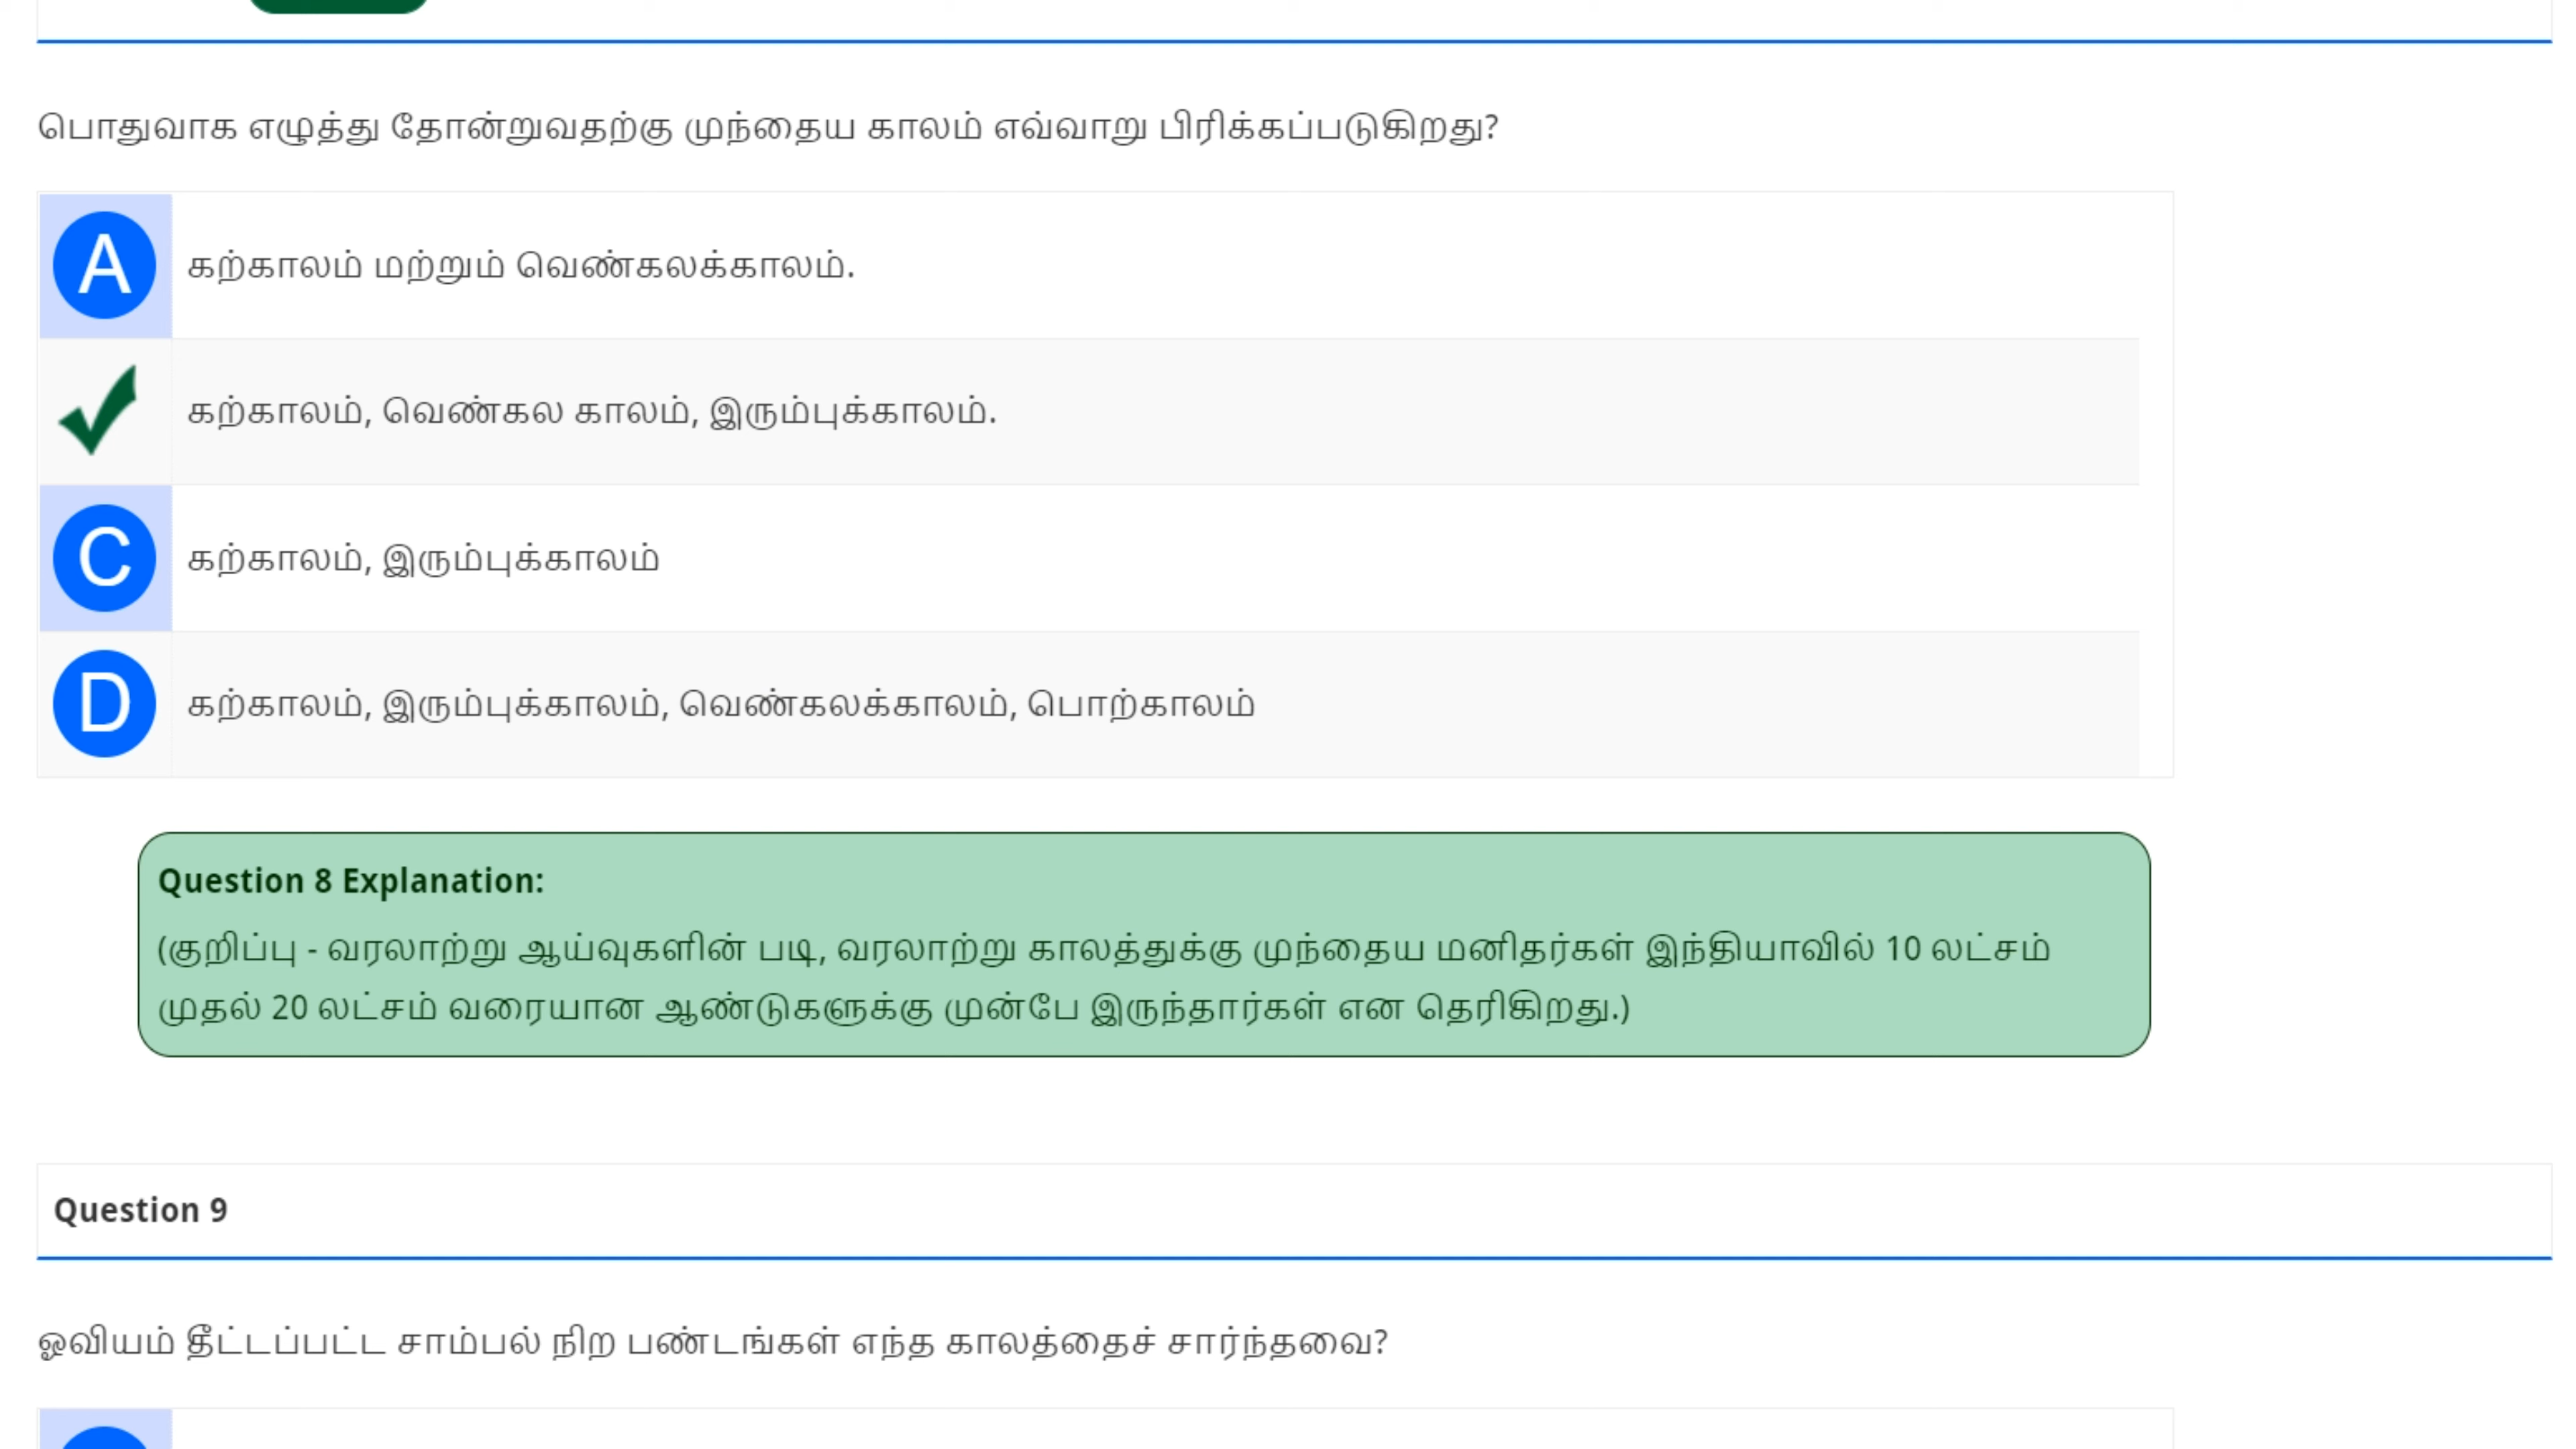 பொதுவாக எழுத்து தோன்றுவதற்கு முந்தைய காலம் எவ்வாறு பிரிக்கப்படுகிறது?
A கற்காலம் மற்றும் வெண்கலக்காலம்.
கற்காலம், வெண்கல காலம், இரும்புக்காலம்.
C கற்காலம், இரும்புக்காலம்
D கற்காலம், இரும்புக்காலம், வெண்கலக்காலம், பொற்காலம்
Question 8 Explanation:
(குறிப்பு - வரலாற்று ஆய்வுகளின் படி, வரலாற்று காலத்துக்கு முந்தைய மனிதர்கள் இந்தியாவில் 10 லட்சம்
முதல் 20 லட்சம் வரையான ஆண்டுகளுக்கு முன்பே இருந்தார்கள் என தெரிகிறது.)
Question 9
ஓவியம் தீட்டப்பட்ட சாம்பல் நிற பண்டங்கள் எந்த காலத்தைச் சார்ந்தவை?